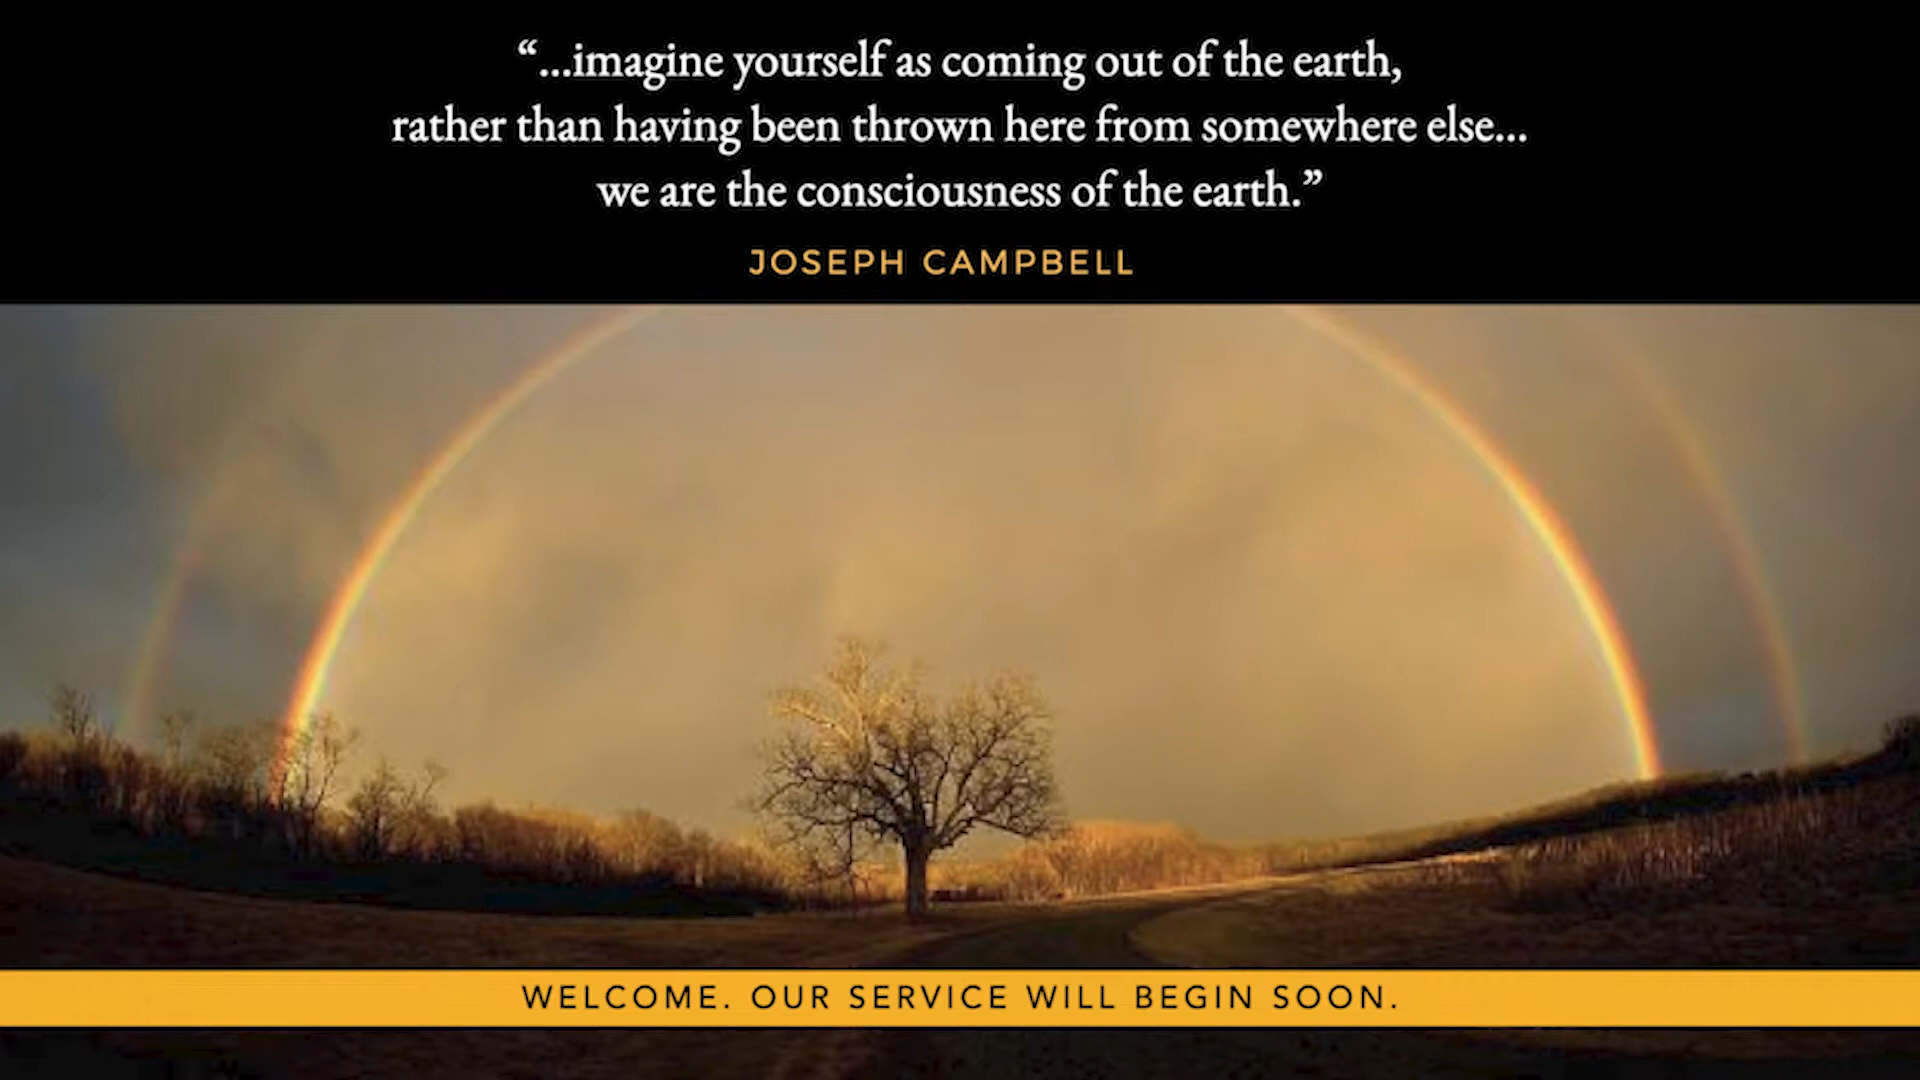 “...imagine yourself as coming out of the earth,
rather than having been thrown here from somewhere else...
we are the consciousness of the earth.”
JOSEPH CAMPBELL
WELCOME. OUR SERVICE WILL BEGIN SOON.